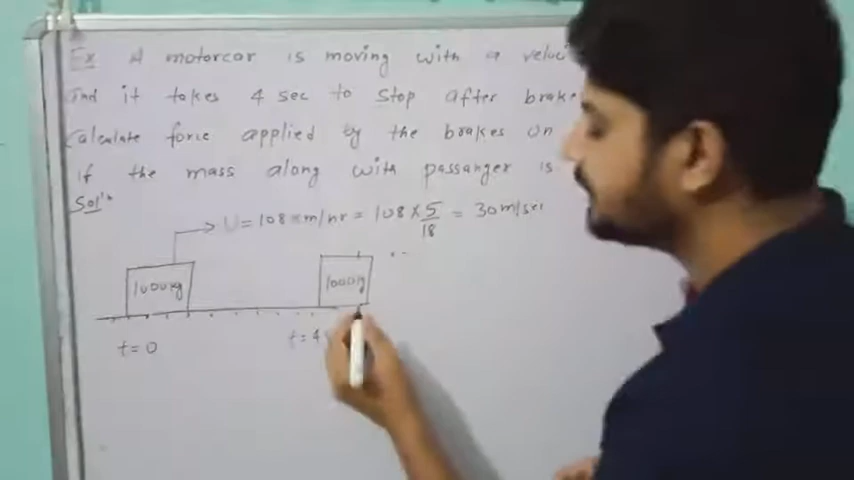 Ex A motorcar is moving with a veloci
and it takes 4 sec to stop after brake
Calculate force applied by the brakes on
if the mass along with passanger is
Sol'n
U = 108 km/hr = 108 × 5/18 = 30 m/sec
1000kg 1000kg
t=0 t=4